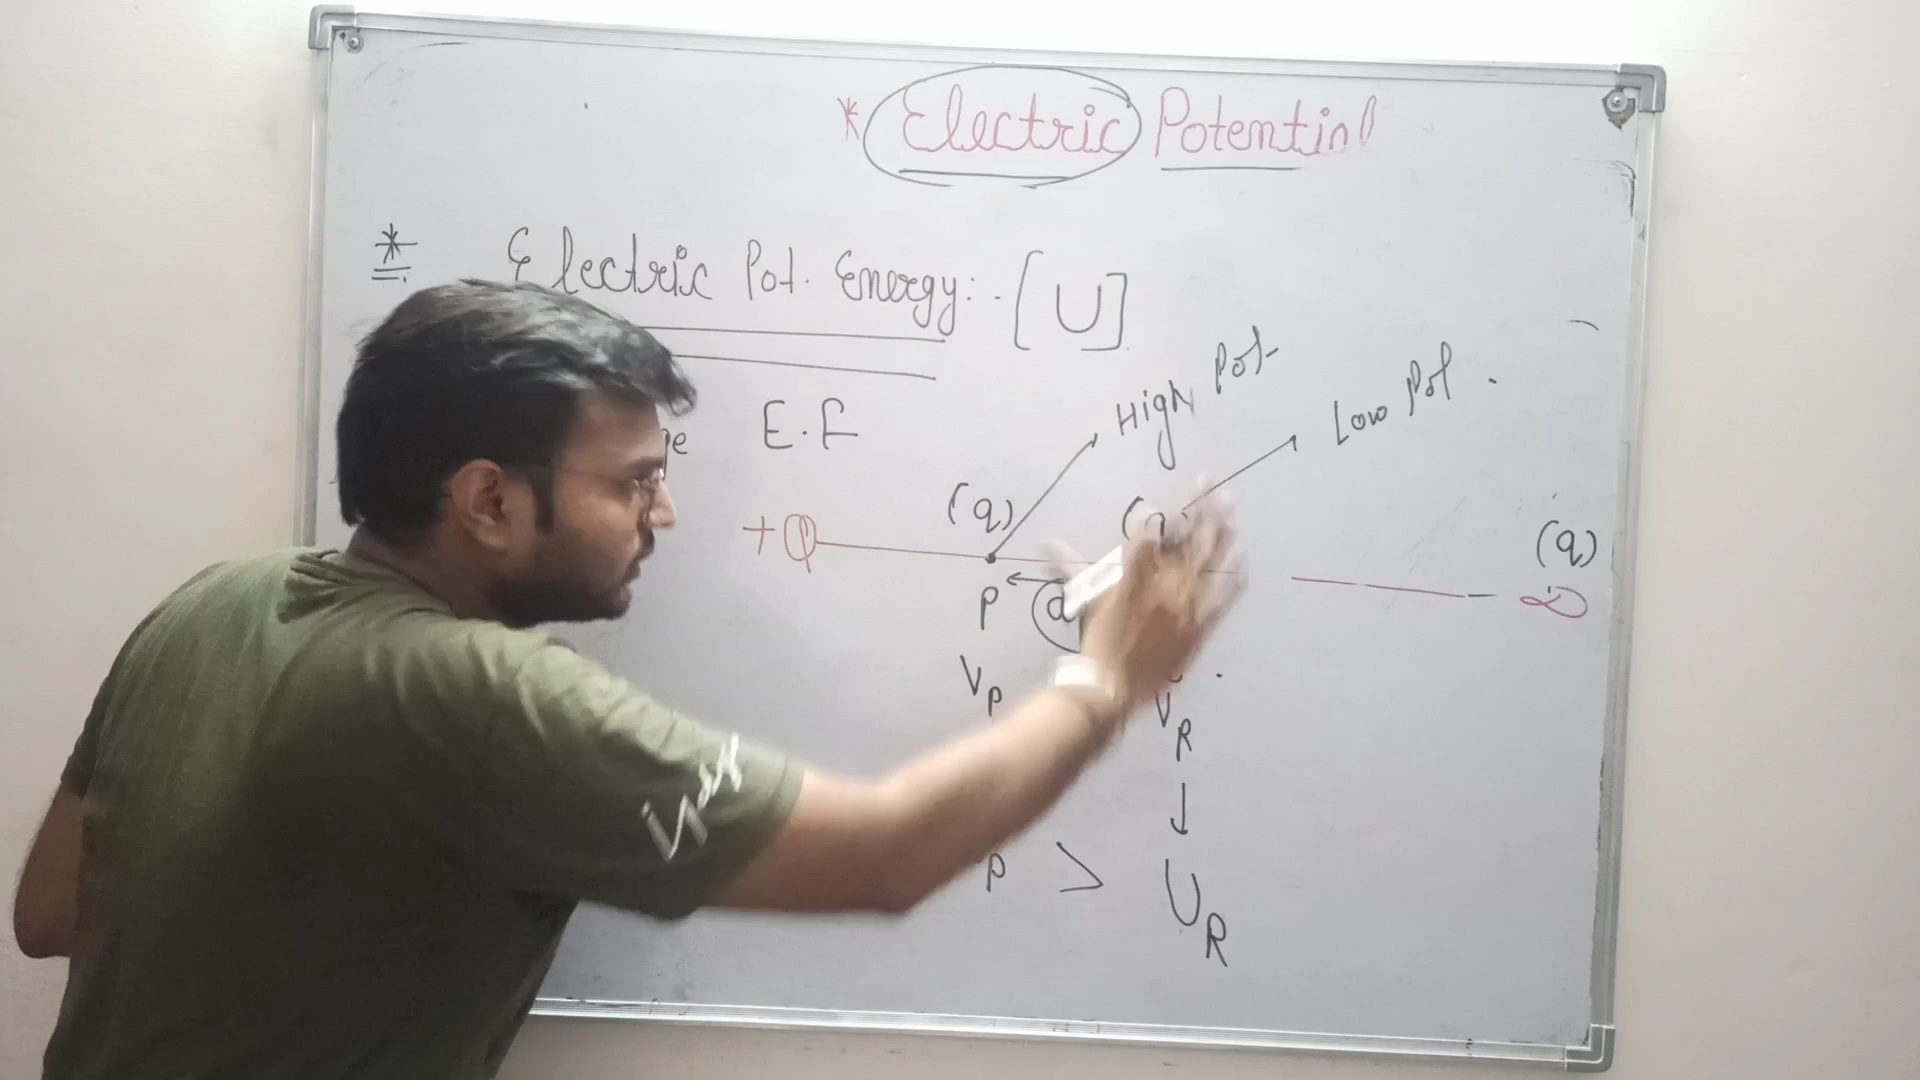 * Electric Potential
* Electric Pot. Energy:- [U]
High Pot-
Low Pot.
E.F
(q)
(q)
+Q
P
∞
V_P
V_R
↓
P > U_R